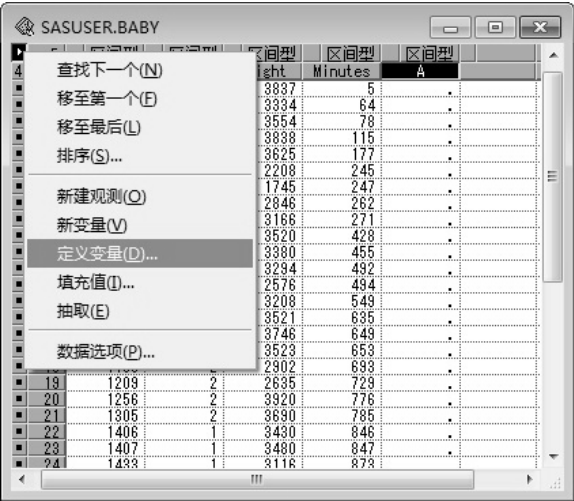 SASUSER.BABY
5 区间型 区间型 区间型 区间型 区间型
4 ight Minutes A
查找下一个(N)
移至第一个(F)
移至最后(L)
排序(S)...
新建观测(O)
新变量(V)
定义变量(D)...
填充值(I)...
抽取(E)
数据选项(P)...
3837 5 .
3334 64 .
3554 78 .
3838 115 .
3625 177 .
2208 245 .
1745 247 .
2846 262 .
3166 271 .
3520 428 .
3380 455 .
3294 492 .
2576 494 .
3208 549 .
3521 635 .
3746 649 .
3523 653 .
2902 693 .
19 1209 2 2635 729 .
20 1256 2 3920 776 .
21 1305 2 3690 785 .
22 1406 1 3430 846 .
23 1407 1 3480 847 .
24 1433 1 3116 873 .